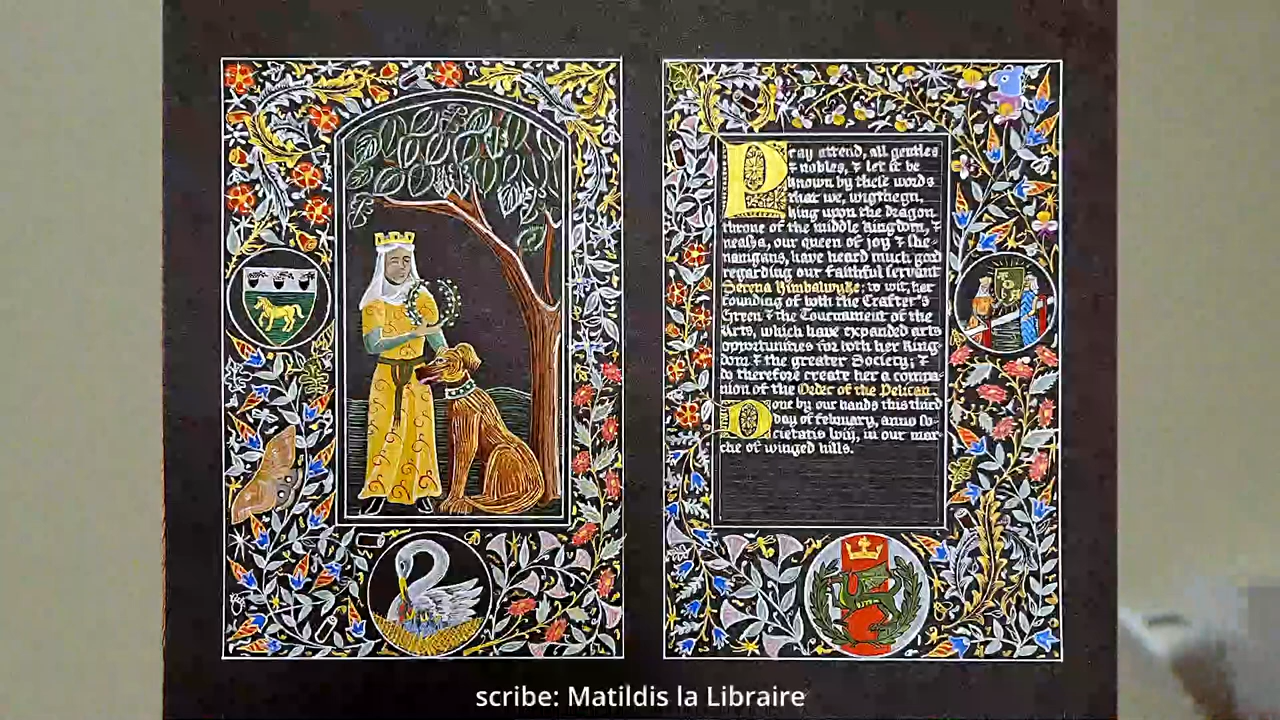 Pray attend, all gentles
⁊ nobles, ⁊ let it be
known by these words
that we, wigthegn,
king upon the dragon
throne of the middle kingdom, ⁊
neassa, our queen of joy ⁊ she-
nanigans, have heard much good
regarding our faithful servant
Serena Kimbalwyke; to wit, her
founding of both the Crafter's
Green ⁊ the Tournament of the
Arts, which have expanded arts
opportunities for both her king-
dom ⁊ the greater Society; ⁊
do therefore create her a compa-
nion of the Order of the Pelican.
Done by our hands this third
day of february, anno so-
cietatis lviij, in our mar-
che of winged hills.
scribe: Matildis la Libraire